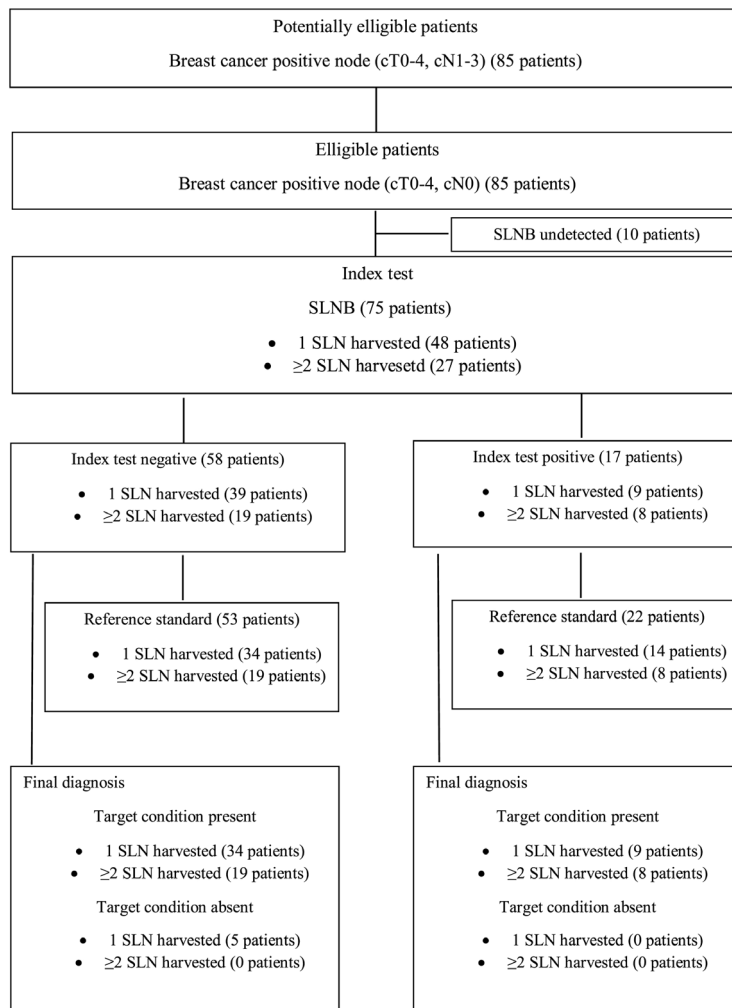 Potentially elligible patients
Breast cancer positive node (cT0-4, cN1-3) (85 patients)
Elligible patients
Breast cancer positive node (cT0-4, cN0) (85 patients)
SLNB undetected (10 patients)
Index test
SLNB (75 patients)
• 1 SLN harvested (48 patients)
• ≥2 SLN harvesetd (27 patients)
Index test negative (58 patients)
• 1 SLN harvested (39 patients)
• ≥2 SLN harvested (19 patients)
Index test positive (17 patients)
• 1 SLN harvested (9 patients)
• ≥2 SLN harvested (8 patients)
Reference standard (53 patients)
• 1 SLN harvested (34 patients)
• ≥2 SLN harvested (19 patients)
Reference standard (22 patients)
• 1 SLN harvested (14 patients)
• ≥2 SLN harvested (8 patients)
Final diagnosis
Target condition present
• 1 SLN harvested (34 patients)
• ≥2 SLN harvested (19 patients)
Target condition absent
• 1 SLN harvested (5 patients)
• ≥2 SLN harvested (0 patients)
Final diagnosis
Target condition present
• 1 SLN harvested (9 patients)
• ≥2 SLN harvested (8 patients)
Target condition absent
• 1 SLN harvested (0 patients)
• ≥2 SLN harvested (0 patients)